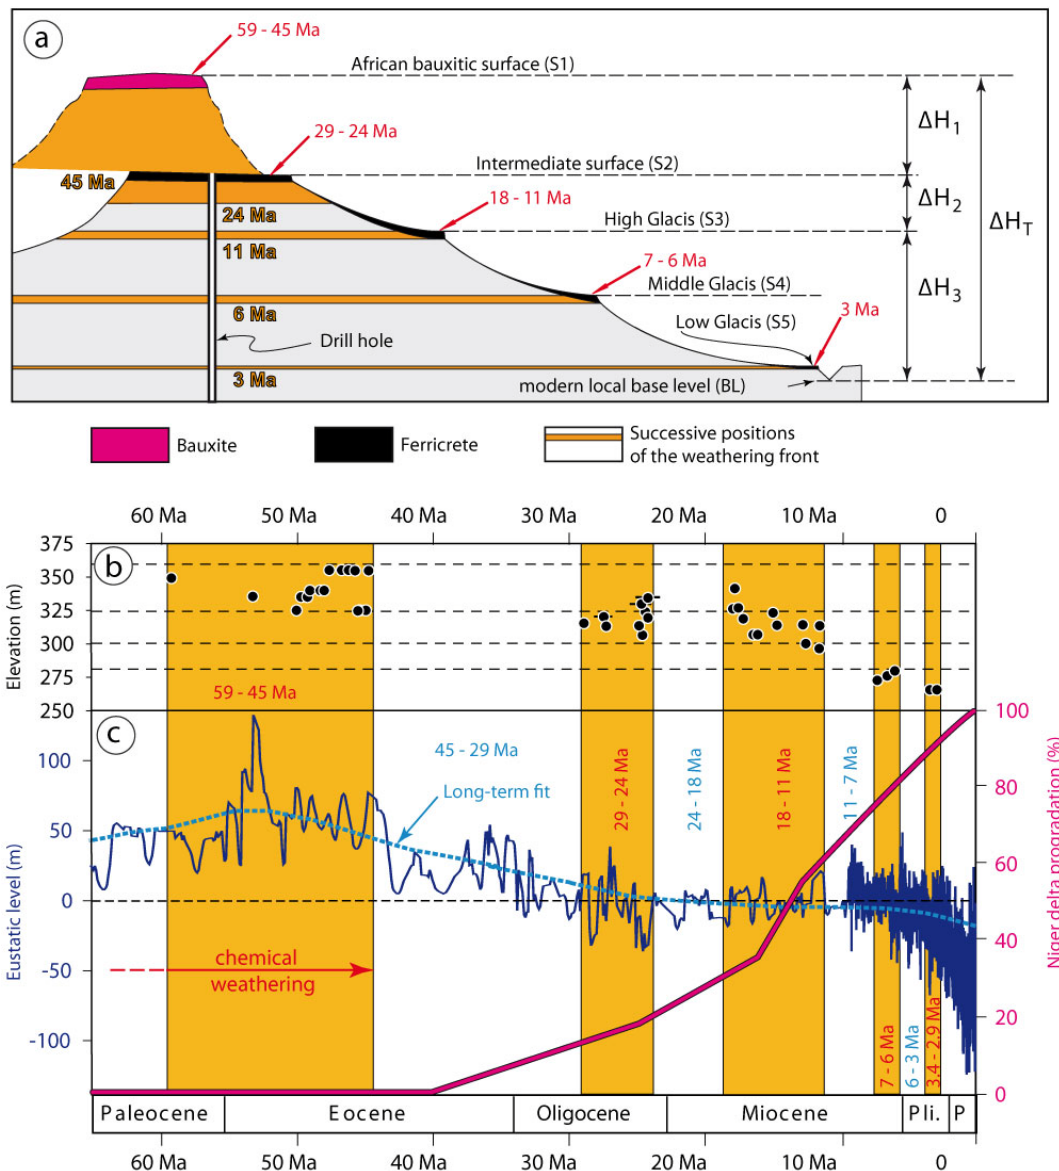 a
59 - 45 Ma
African bauxitic surface (S1)
ΔH1
29 - 24 Ma
Intermediate surface (S2)
45 Ma
18 - 11 Ma
ΔH2
24 Ma
High Glacis (S3)
ΔHT
11 Ma
7 - 6 Ma
Middle Glacis (S4)
ΔH3
6 Ma
3 Ma
Low Glacis (S5)
Drill hole
3 Ma
modern local base level (BL)
Bauxite
Ferricrete
Successive positions
of the weathering front
60 Ma 50 Ma 40 Ma 30 Ma 20 Ma 10 Ma 0
b
Elevation (m)
375
350
325
300
275
250
59 - 45 Ma
c
Eustatic level (m)
100
50
0
-50
-100
45 - 29 Ma
Long-term fit
29 - 24 Ma
24 - 18 Ma
18 - 11 Ma
11 - 7 Ma
chemical
weathering
7 - 6 Ma
6 - 3 Ma
3.4 - 2.9 Ma
100
80
60
40
20
0
Niger delta progradation (%)
Paleocene Eocene Oligocene Miocene Pli. P
60 Ma 50 Ma 40 Ma 30 Ma 20 Ma 10 Ma 0